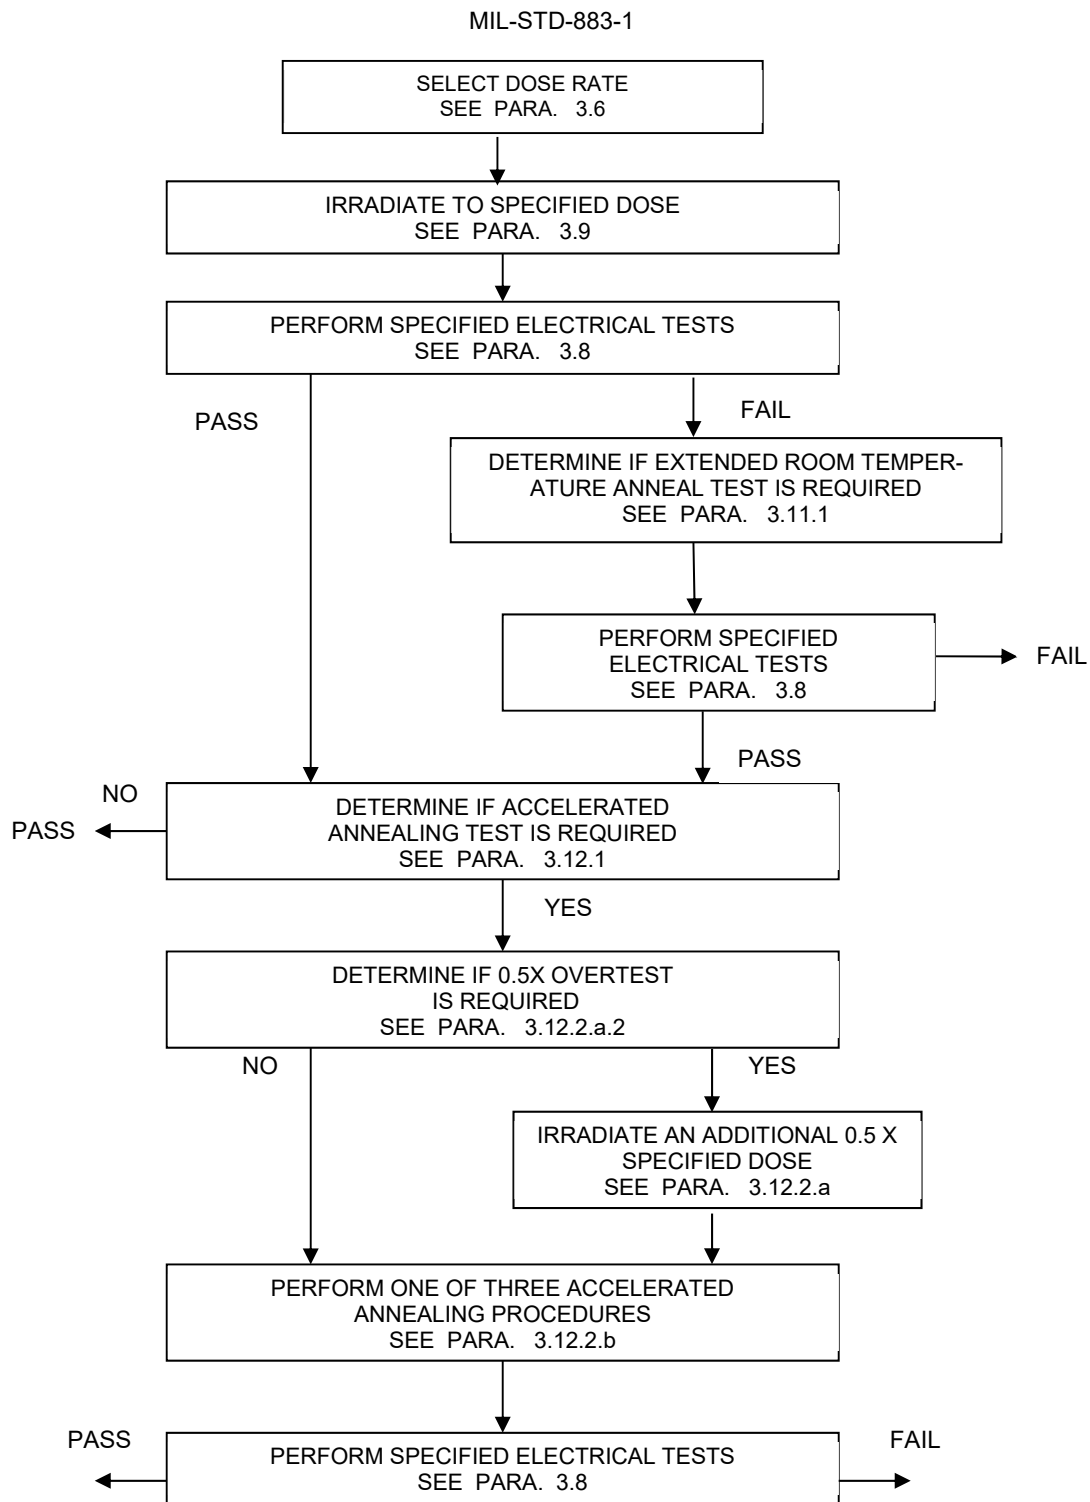 MIL-STD-883-1
SELECT DOSE RATE
SEE PARA. 3.6
IRRADIATE TO SPECIFIED DOSE
SEE PARA. 3.9
PERFORM SPECIFIED ELECTRICAL TESTS
SEE PARA. 3.8
PASS
FAIL
DETERMINE IF EXTENDED ROOM TEMPER-
ATURE ANNEAL TEST IS REQUIRED
SEE PARA. 3.11.1
PERFORM SPECIFIED
ELECTRICAL TESTS
SEE PARA. 3.8
FAIL
PASS
NO
PASS
DETERMINE IF ACCELERATED
ANNEALING TEST IS REQUIRED
SEE PARA. 3.12.1
YES
DETERMINE IF 0.5X OVERTEST
IS REQUIRED
SEE PARA. 3.12.2.a.2
NO
YES
IRRADIATE AN ADDITIONAL 0.5 X
SPECIFIED DOSE
SEE PARA. 3.12.2.a
PERFORM ONE OF THREE ACCELERATED
ANNEALING PROCEDURES
SEE PARA. 3.12.2.b
PASS
FAIL
PERFORM SPECIFIED ELECTRICAL TESTS
SEE PARA. 3.8